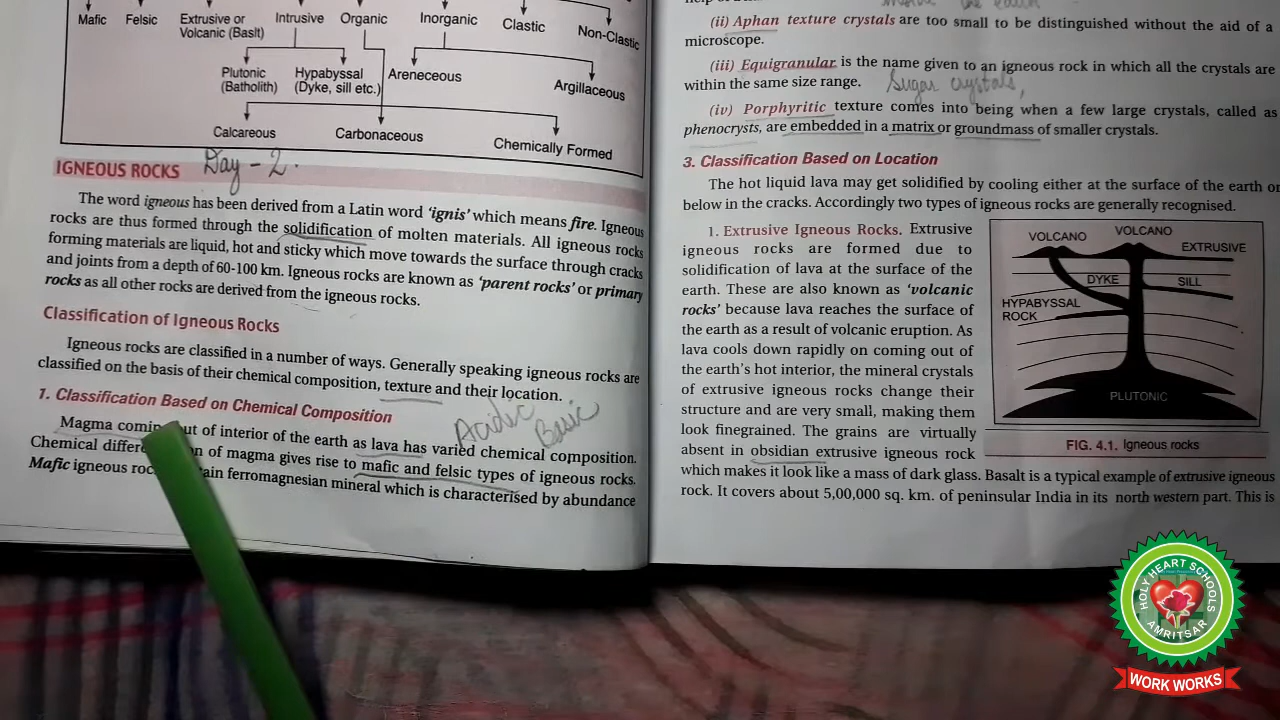 Mafic Felsic Extrusive or Intrusive Organic Inorganic Clastic Non-Clastic
Volcanic (Baslt)
Plutonic Hypabyssal Areneceous Argillaceous
(Batholith) (Dyke, sill etc.)
Calcareous Carbonaceous Chemically Formed
IGNEOUS ROCKS Day - 2.
The word igneous has been derived from a Latin word 'ignis' which means fire. Igneous
rocks are thus formed through the solidification of molten materials. All igneous rocks
forming materials are liquid, hot and sticky which move towards the surface through cracks
and joints from a depth of 60-100 km. Igneous rocks are known as 'parent rocks' or primary
rocks as all other rocks are derived from the igneous rocks.
Classification of Igneous Rocks
Igneous rocks are classified in a number of ways. Generally speaking igneous rocks are
classified on the basis of their chemical composition, texture and their location.
1. Classification Based on Chemical Composition
Acidic Basic
Magma comin ut of interior of the earth as lava has varied chemical composition.
Chemical differe n of magma gives rise to mafic and felsic types of igneous rocks.
Mafic igneous roc ain ferromagnesian mineral which is characterised by abundance
(ii) Aphan texture crystals are too small to be distinguished without the aid of a
microscope.
(iii) Equigranular is the name given to an igneous rock in which all the crystals are
within the same size range. Sugar crystals,
(iv) Porphyritic texture comes into being when a few large crystals, called as
phenocrysts, are embedded in a matrix or groundmass of smaller crystals.
3. Classification Based on Location
The hot liquid lava may get solidified by cooling either at the surface of the earth or
below in the cracks. Accordingly two types of igneous rocks are generally recognised.
1. Extrusive Igneous Rocks. Extrusive
igneous rocks are formed due to
solidification of lava at the surface of the
earth. These are also known as 'volcanic
rocks' because lava reaches the surface of
the earth as a result of volcanic eruption. As
lava cools down rapidly on coming out of
the earth's hot interior, the mineral crystals
of extrusive igneous rocks change their
structure and are very small, making them
look finegrained. The grains are virtually
absent in obsidian extrusive igneous rock
which makes it look like a mass of dark glass. Basalt is a typical example of extrusive igneous
rock. It covers about 5,00,000 sq. km. of peninsular India in its north western part. This is
VOLCANO VOLCANO
EXTRUSIVE
DYKE SILL
HYPABYSSAL
ROCK
PLUTONIC
FIG. 4.1. Igneous rocks
HOLY HEART SCHOOLS
AMRITSAR
WORK WORKS